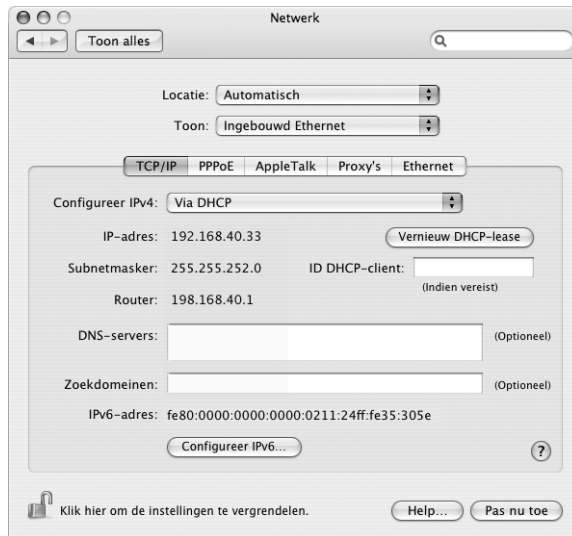 Netwerk
Toon alles
Locatie: Automatisch
Toon: Ingebouwd Ethernet
TCP/IP PPPoE AppleTalk Proxy's Ethernet
Configureer IPv4: Via DHCP
IP-adres: 192.168.40.33 Vernieuw DHCP-lease
Subnetmasker: 255.255.252.0 ID DHCP-client:
(Indien vereist)
Router: 198.168.40.1
DNS-servers: (Optioneel)
Zoekdomeinen: (Optioneel)
IPv6-adres: fe80:0000:0000:0000:0211:24ff:fe35:305e
Configureer IPv6... ?
Klik hier om de instellingen te vergrendelen. Help... Pas nu toe